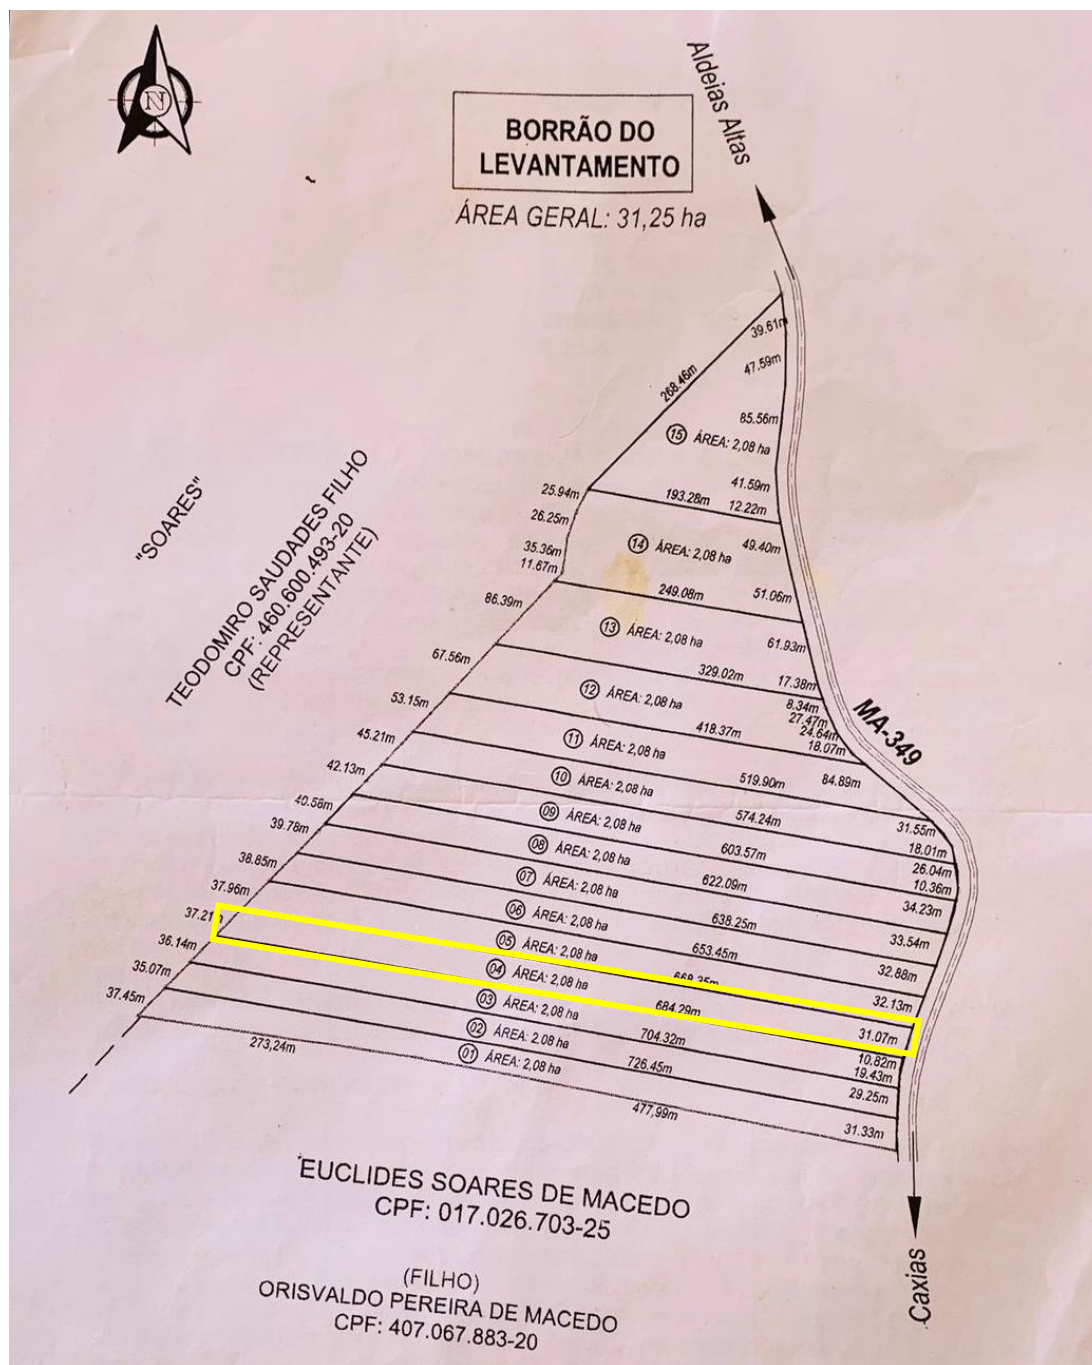 N
Aldeias Altas
BORRÃO DO
LEVANTAMENTO
ÁREA GERAL: 31,25 ha
39.61m
47.59m
268.46m
85.56m
15 ÁREA: 2,08 ha
41.59m
25.94m
193.28m 12.22m
26.25m
49.40m
14 ÁREA: 2,08 ha
35.36m
11.67m
249.08m 51.06m
86.39m
13 ÁREA: 2,08 ha 61.93m
67.56m
329.02m 17.38m
12 ÁREA: 2,08 ha
8.34m
27.47m
24.64m
18.07m
53.15m
418.37m
MA-349
45.21m
11 ÁREA: 2,08 ha
519.90m 84.89m
42.13m
10 ÁREA: 2,08 ha
574.24m 31.55m
40.58m
09 ÁREA: 2,08 ha
603.57m 18.01m
39.78m
08 ÁREA: 2,08 ha
26.04m
622.09m 10.36m
38.85m
07 ÁREA: 2,08 ha
638.25m 34.23m
37.96m
06 ÁREA: 2,08 ha
653.45m 33.54m
37.21m
05 ÁREA: 2,08 ha
668.35m 32.88m
36.14m
04 ÁREA: 2,08 ha
684.29m 32.13m
35.07m
03 ÁREA: 2,08 ha
704.32m 31.07m
37.45m
02 ÁREA: 2,08 ha
726.45m 10.82m
19.43m
01 ÁREA: 2,08 ha
29.25m
273,24m
477,99m 31.33m
"SOARES"
TEODOMIRO SAUDADES FILHO
CPF: 460.600.493-20
(REPRESENTANTE)
EUCLIDES SOARES DE MACEDO
CPF: 017.026.703-25
(FILHO)
ORISVALDO PEREIRA DE MACEDO
CPF: 407.067.883-20
Caxias